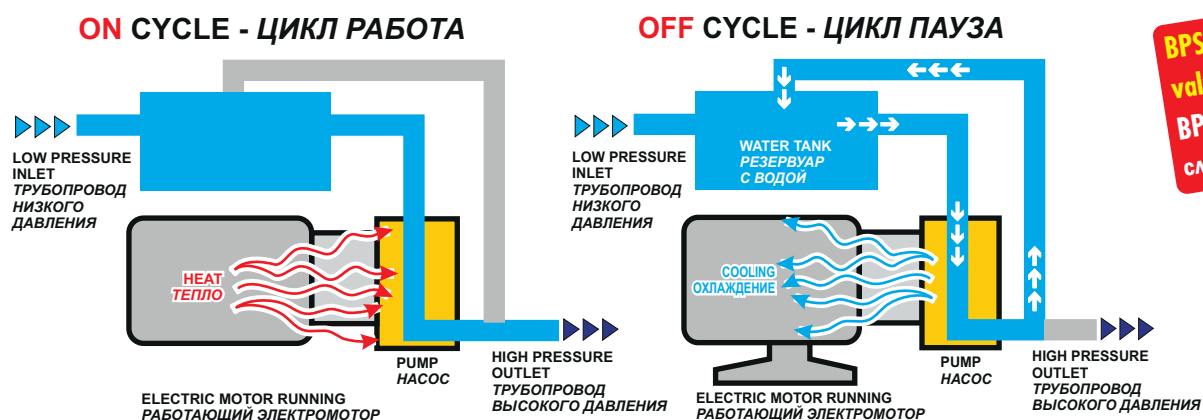 ON CYCLE - ЦИКЛ РАБОТА
LOW PRESSURE
INLET
ТРУБОПРОВОД
НИЗКОГО
ДАВЛЕНИЯ
HEAT
ТЕПЛО
PUMP
НАСОС
HIGH PRESSURE
OUTLET
ТРУБОПРОВОД
ВЫСОКОГО ДАВЛЕНИЯ
ELECTRIC MOTOR RUNNING
РАБОТАЮЩИЙ ЭЛЕКТРОМОТОР
OFF CYCLE - ЦИКЛ ПАУЗА
LOW PRESSURE
INLET
ТРУБОПРОВОД
НИЗКОГО
ДАВЛЕНИЯ
WATER TANK
РЕЗЕРВУАР
С ВОДОЙ
COOLING
ОХЛАЖДЕНИЕ
PUMP
НАСОС
HIGH PRESSURE
OUTLET
ТРУБОПРОВОД
ВЫСОКОГО ДАВЛЕНИЯ
ELECTRIC MOTOR RUNNING
РАБОТАЮЩИЙ ЭЛЕКТРОМОТОР
BPS